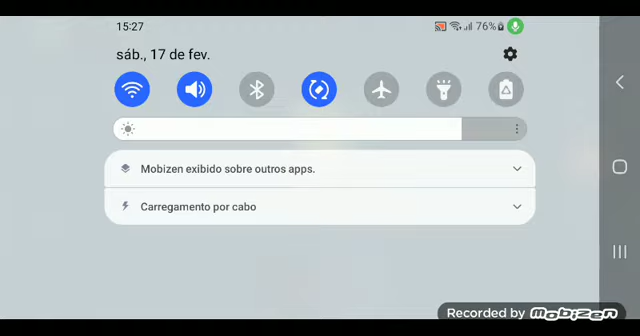 15:27
76%
sáb., 17 de fev.
Mobizen exibido sobre outros apps.
Carregamento por cabo
Recorded by Mobizen